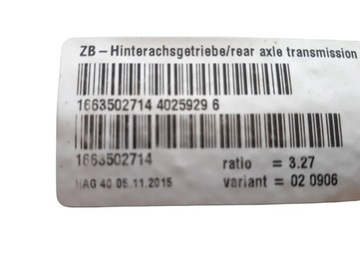 ZB – Hinterachsgetriebe/rear axle transmission
1663502714 4025929 6
1663502714
ratio = 3.27
HAG 40 05.11.2015
variant = 02 0906